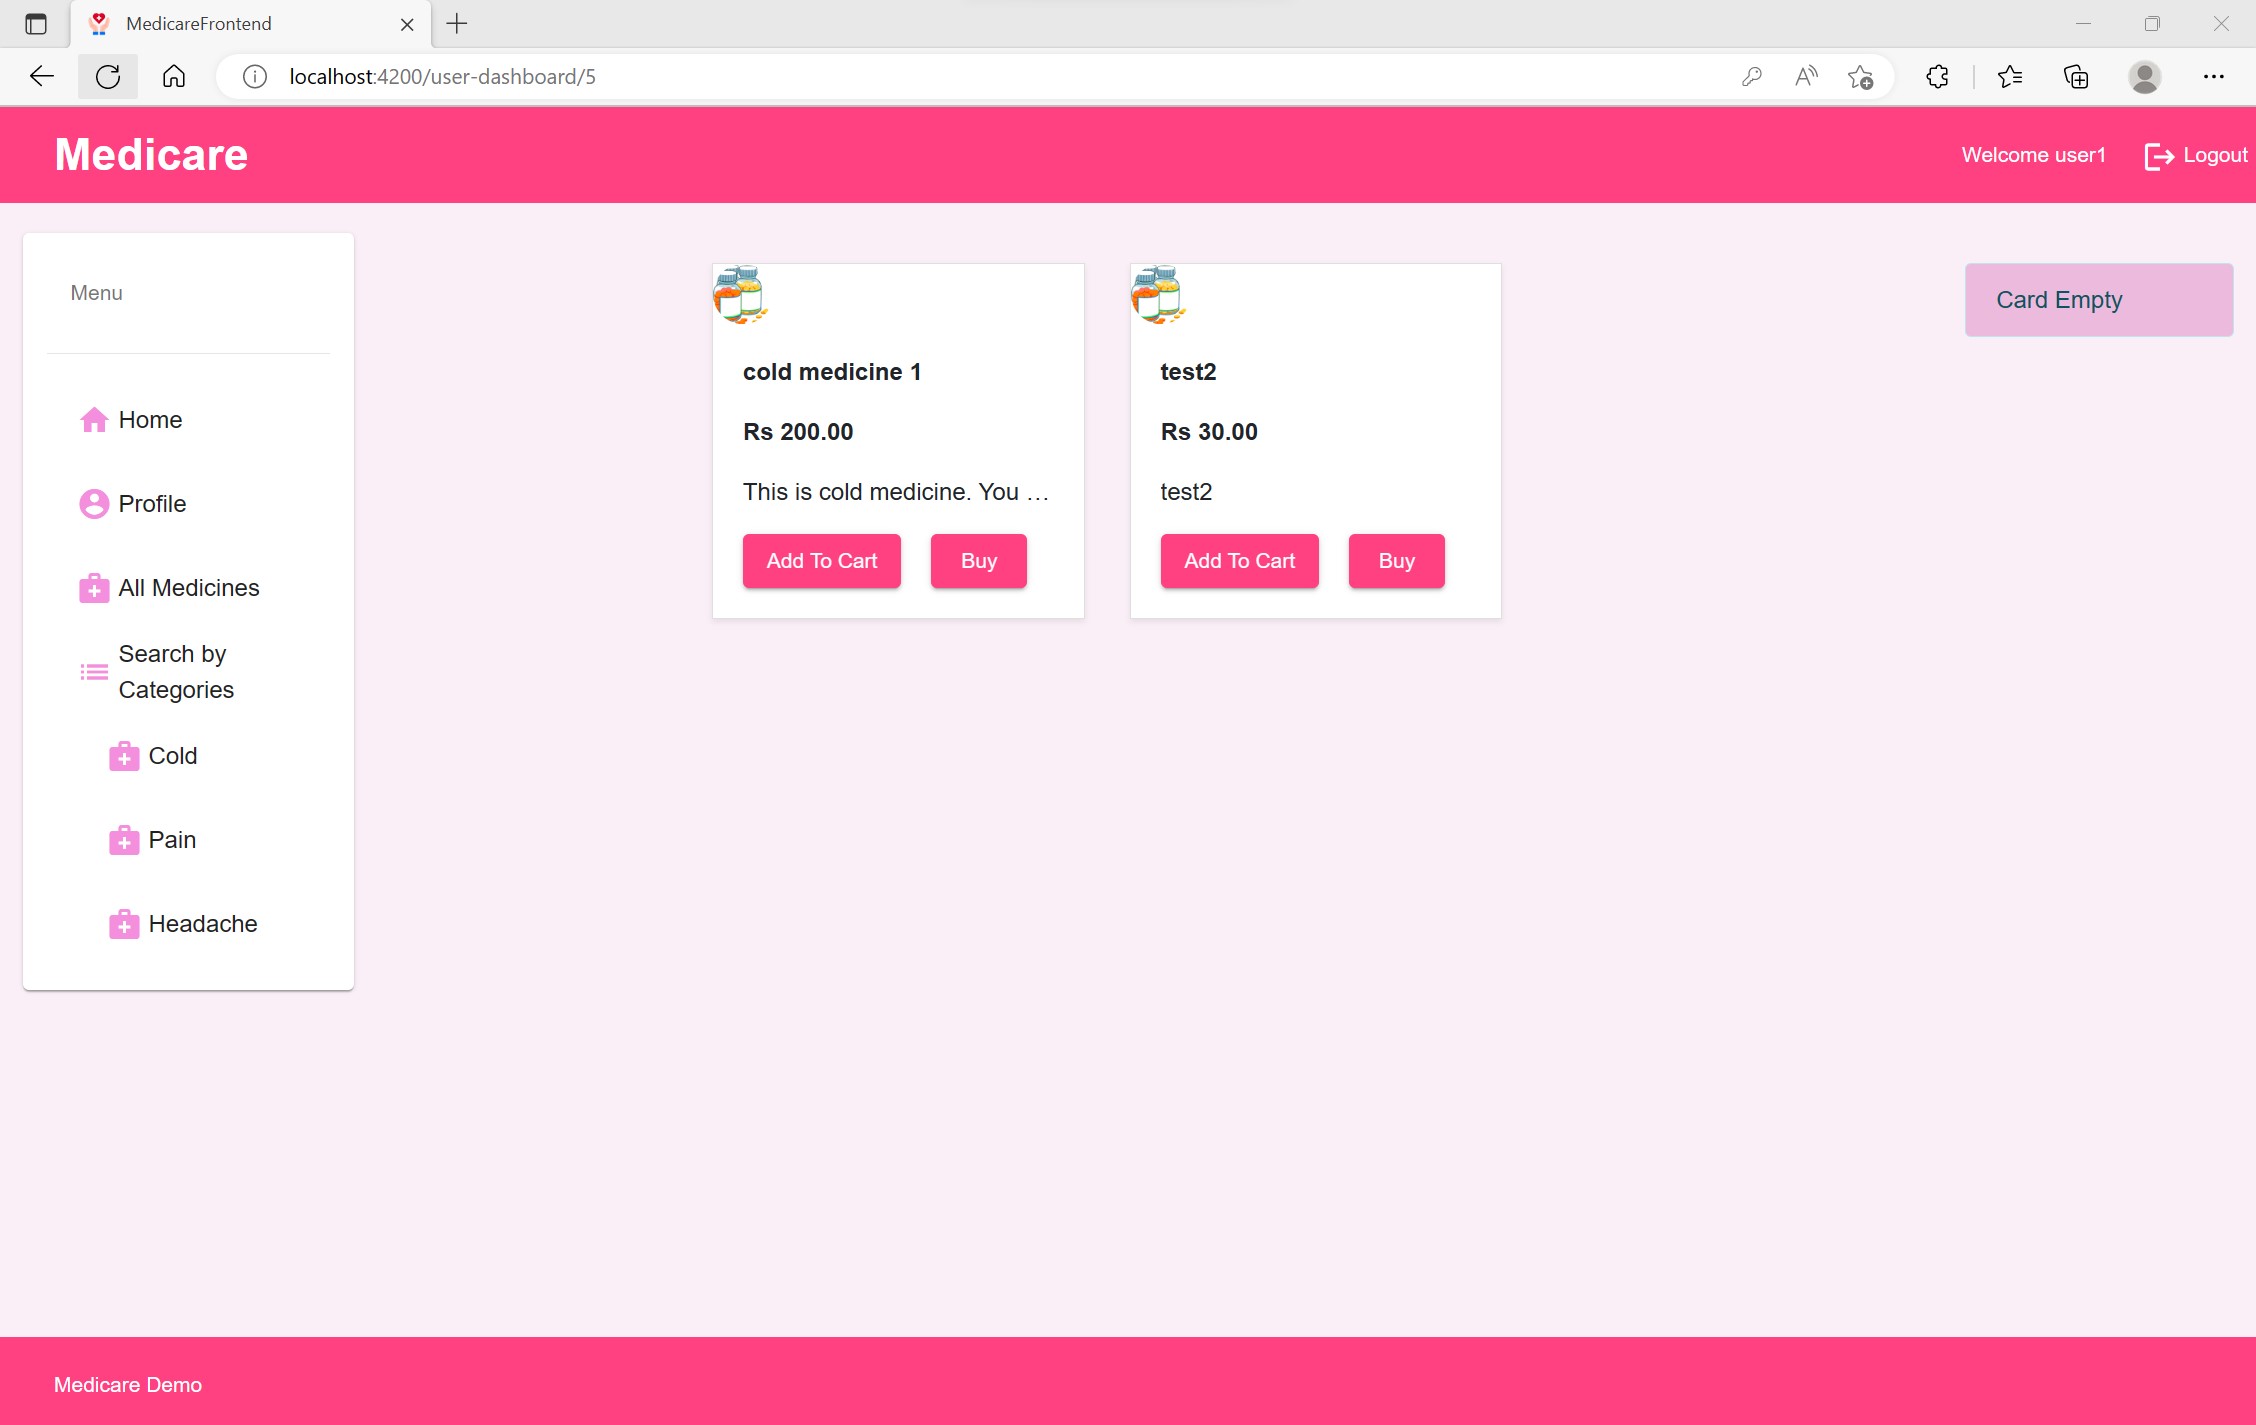 MedicareFrontend
localhost:4200/user-dashboard/5
Medicare
Welcome user1
Logout
Menu
Home
Profile
All Medicines
Search by
Categories
Cold
Pain
Headache
cold medicine 1
Rs 200.00
This is cold medicine. You …
Add To Cart
Buy
test2
Rs 30.00
test2
Add To Cart
Buy
Card Empty
Medicare Demo